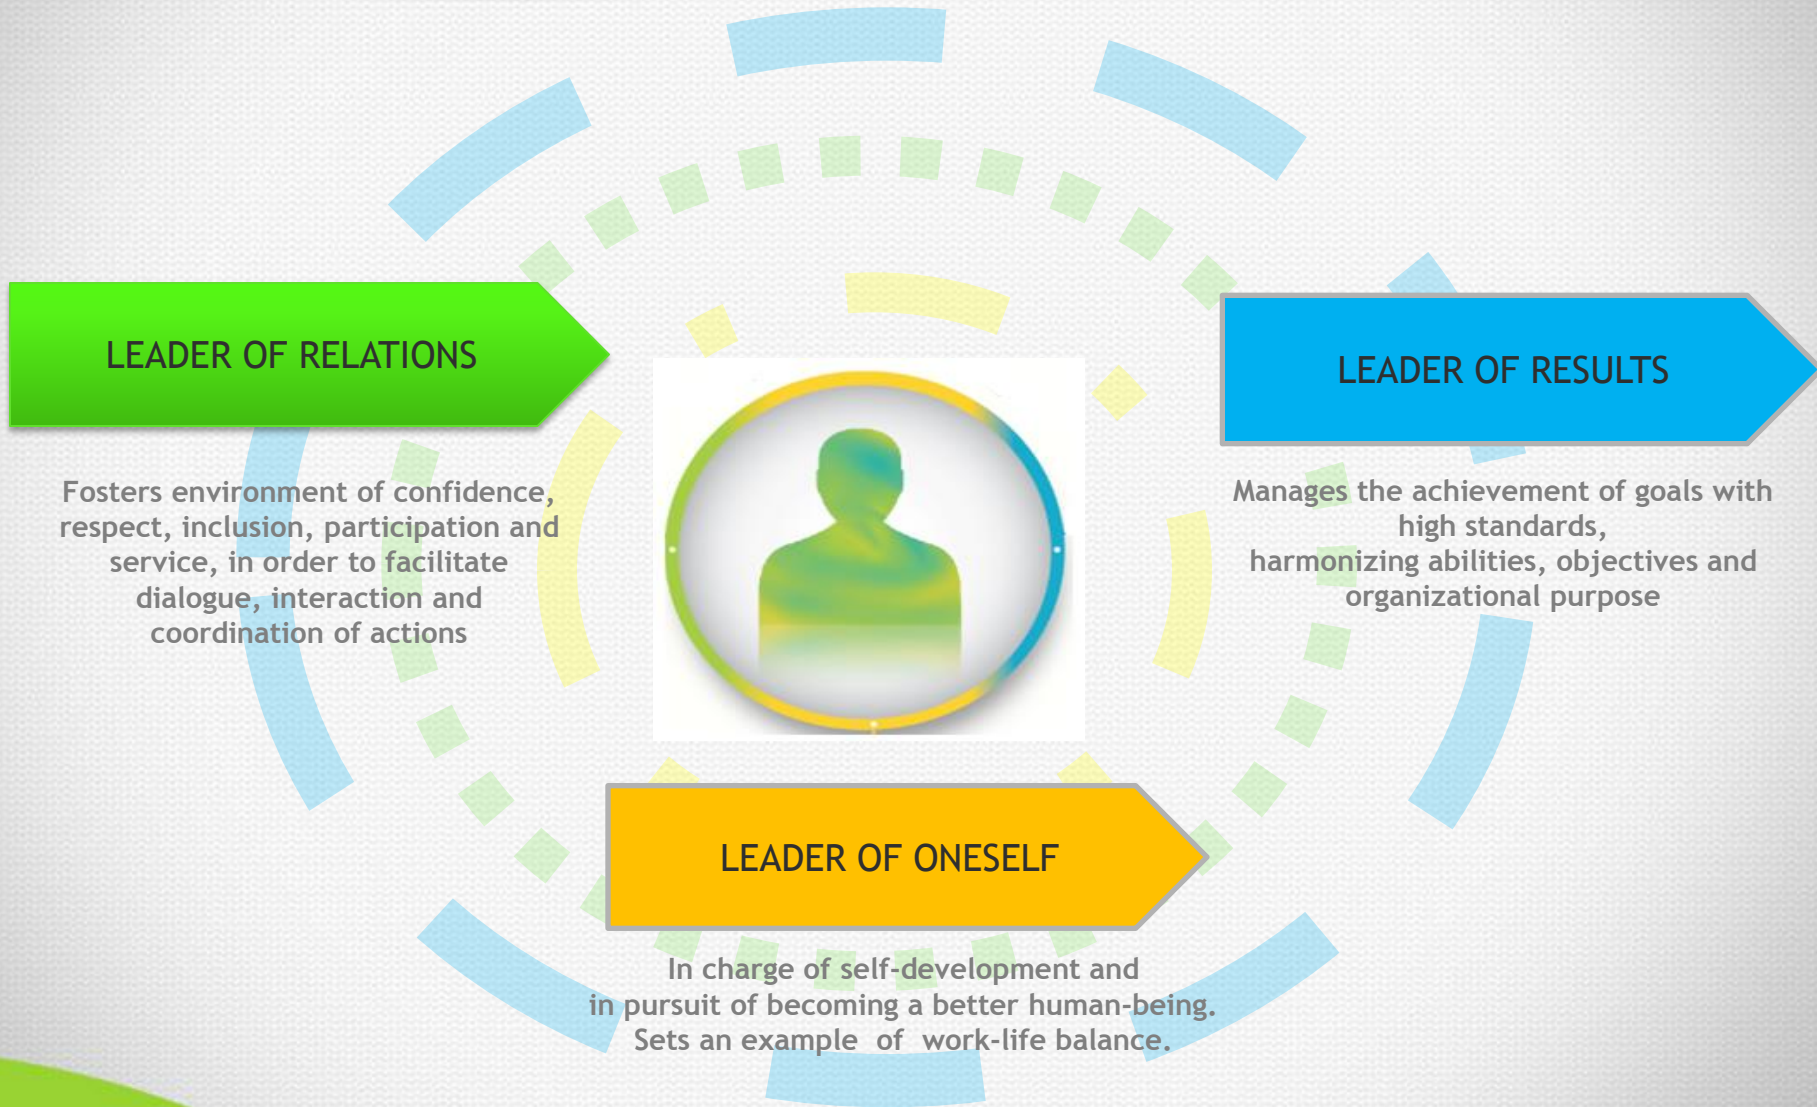 LEADER OF RELATIONS
Fosters environment of confidence,
respect, inclusion, participation and
service, in order to facilitate
dialogue, interaction and
coordination of actions
LEADER OF RESULTS
Manages the achievement of goals with
high standards,
harmonizing abilities, objectives and
organizational purpose
LEADER OF ONESELF
In charge of self-development and
in pursuit of becoming a better human-being.
Sets an example of work-life balance.